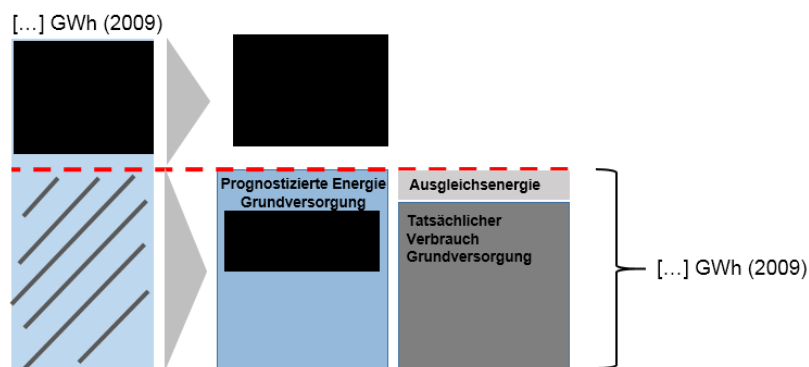 […] GWh (2009)
Prognostizierte Energie
Grundversorgung
Ausgleichsenergie
Tatsächlicher
Verbrauch
Grundversorgung
[…] GWh (2009)